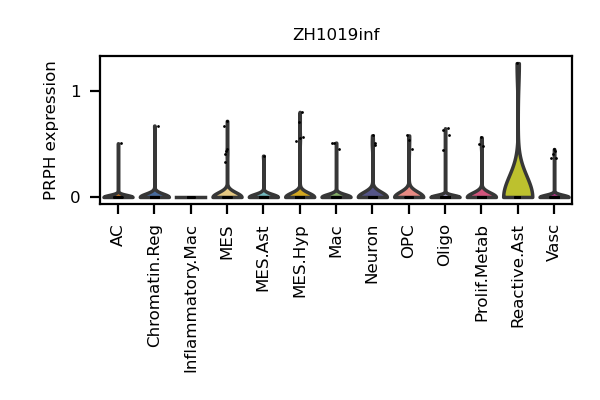 ZH1019inf
PRPH expression
1
0
AC
Chromatin.Reg
Inflammatory.Mac
MES
MES.Ast
MES.Hyp
Mac
Neuron
OPC
Oligo
Prolif.Metab
Reactive.Ast
Vasc